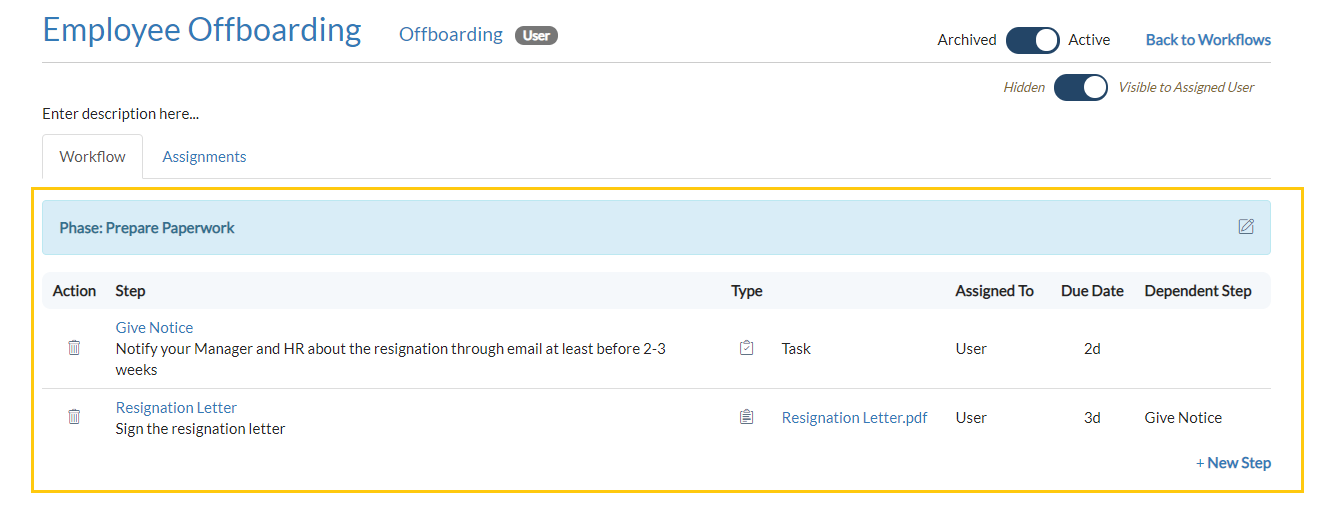 Employee Offboarding Offboarding User
Archived Active Back to Workflows
Hidden Visible to Assigned User
Enter description here...
Workflow Assignments
Phase: Prepare Paperwork
Action Step Type Assigned To Due Date Dependent Step
Give Notice
Notify your Manager and HR about the resignation through email at least before 2-3
weeks
Task User 2d
Resignation Letter
Sign the resignation letter
Resignation Letter.pdf User 3d Give Notice
+ New Step